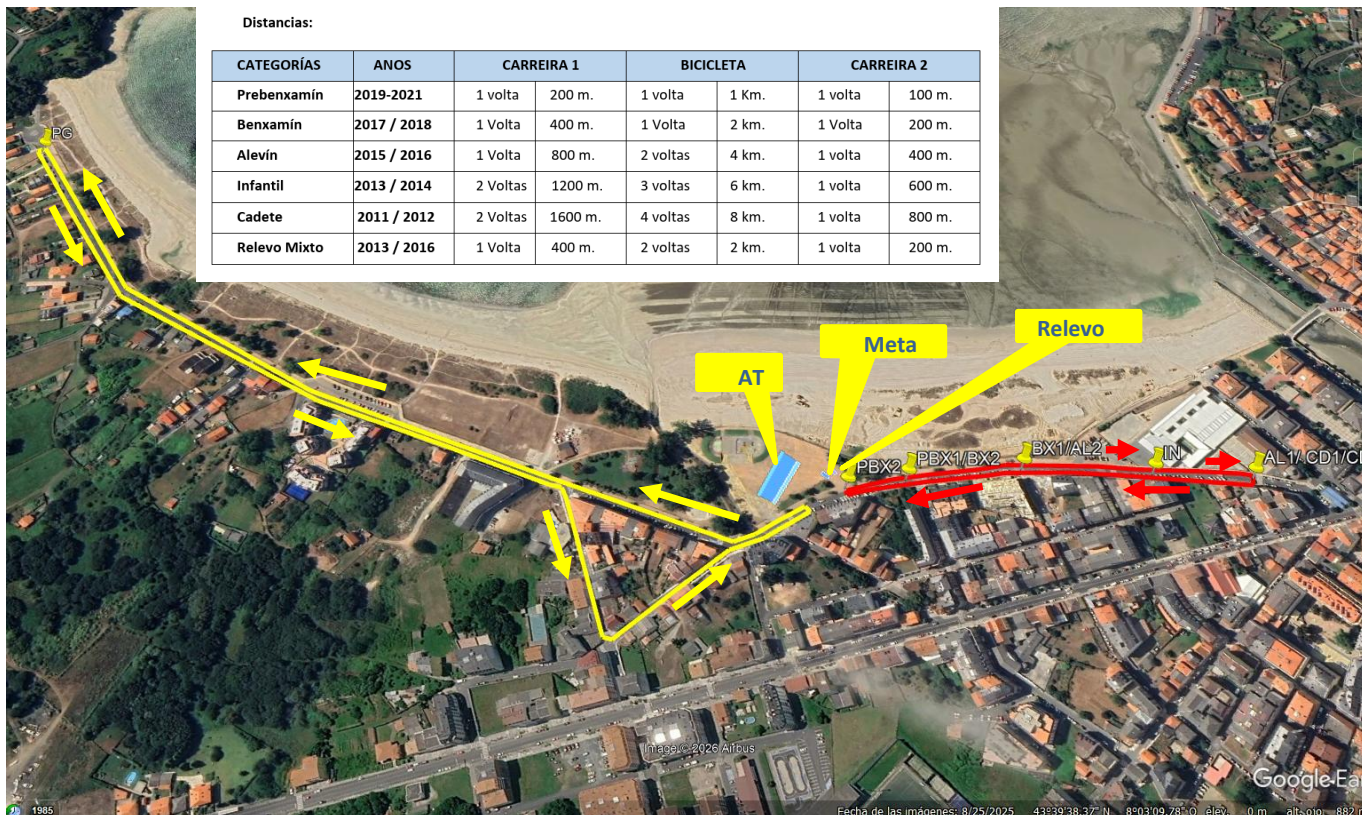 Distancias:
CATEGORÍAS ANOS CARREIRA 1 BICICLETA CARREIRA 2
Prebenxamín 2019-2021 1 volta 200 m. 1 volta 1 Km. 1 volta 100 m.
Benxamín 2017 / 2018 1 Volta 400 m. 1 Volta 2 km. 1 Volta 200 m.
Alevín 2015 / 2016 1 Volta 800 m. 2 voltas 4 km. 1 volta 400 m.
Infantil 2013 / 2014 2 Voltas 1200 m. 3 voltas 6 km. 1 volta 600 m.
Cadete 2011 / 2012 2 Voltas 1600 m. 4 voltas 8 km. 1 volta 800 m.
Relevo Mixto 2013 / 2016 1 Volta 400 m. 2 voltas 2 km. 1 volta 200 m.
PG
Relevo
Meta
AT
PBX2
PBX1/BX2
BX1/AL2
IN
AL1/ CD1/
Image © 2026 Airbus
Google Ea
1985
Fecha de las imágenes: 8/25/2025 43°39'38.37" N 8°03'09.78" O elev. 0 m alt. ojo 882